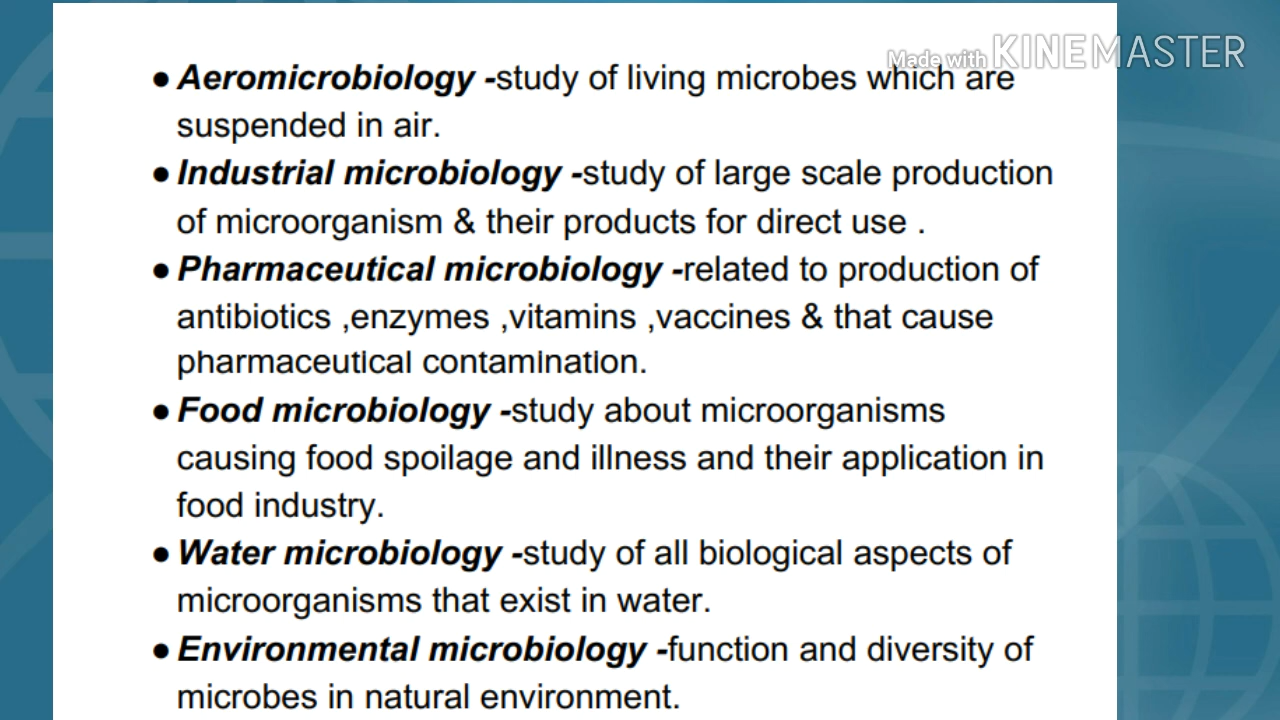 Made with KINEMASTER
● Aeromicrobiology -study of living microbes which are
suspended in air.
● Industrial microbiology -study of large scale production
of microorganism & their products for direct use .
● Pharmaceutical microbiology -related to production of
antibiotics ,enzymes ,vitamins ,vaccines & that cause
pharmaceutical contamination.
● Food microbiology -study about microorganisms
causing food spoilage and illness and their application in
food industry.
● Water microbiology -study of all biological aspects of
microorganisms that exist in water.
● Environmental microbiology -function and diversity of
microbes in natural environment.